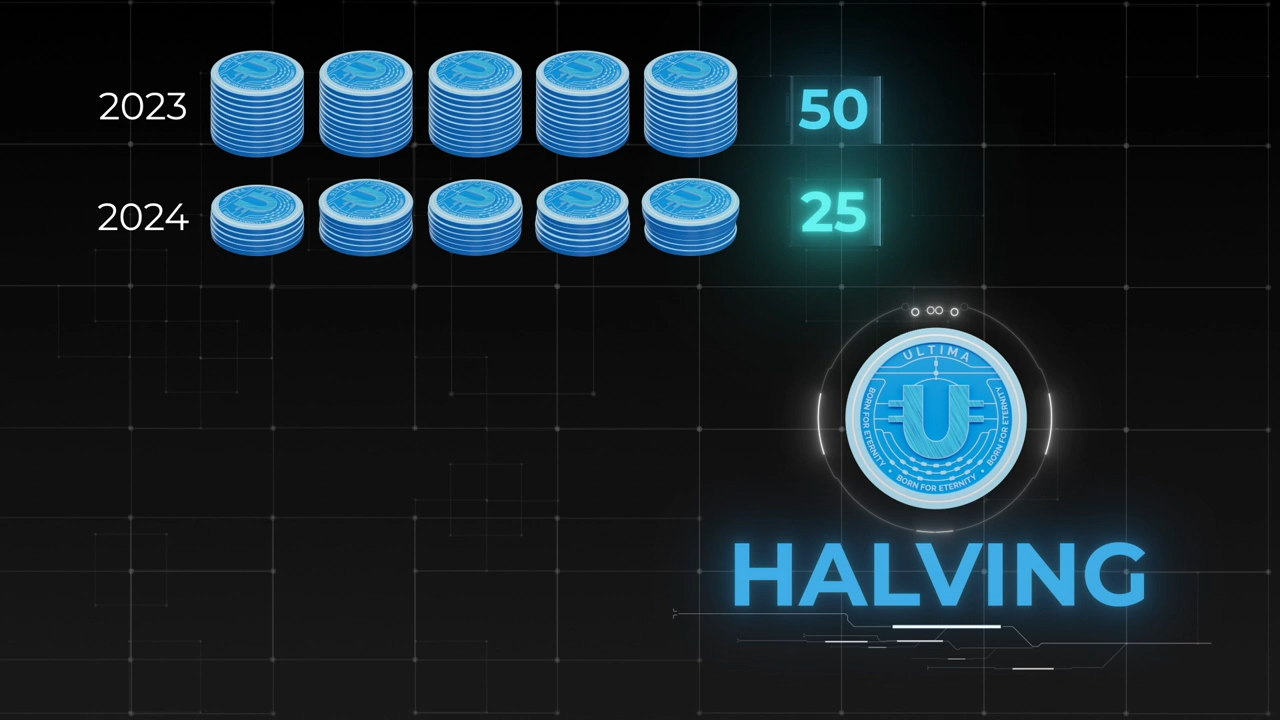 2023
50
2024
25
ULTIMA
BORN FOR ETERNITY
BORN FOR ETERNITY
BORN FOR ETERNITY
HALVING